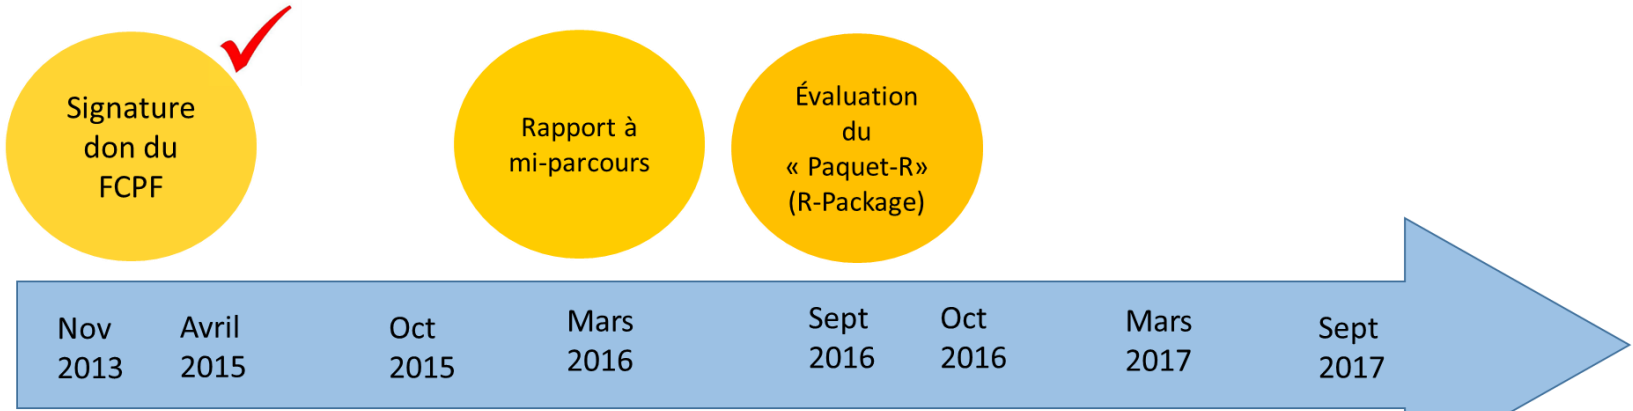 Signature
don du
FCPF
Rapport à
mi-parcours
Évaluation
du
« Paquet-R»
(R-Package)
Nov
2013
Avril
2015
Oct
2015
Mars
2016
Sept
2016
Oct
2016
Mars
2017
Sept
2017